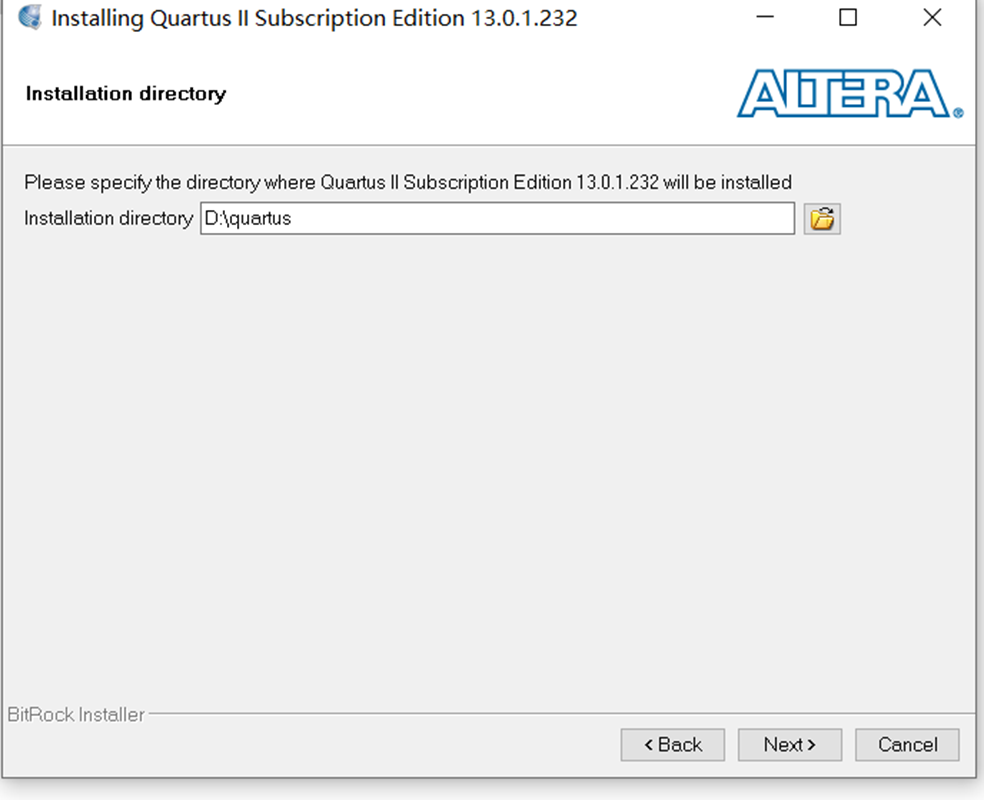 Installing Quartus II Subscription Edition 13.0.1.232
Installation directory
ALTERA®
Please specify the directory where Quartus II Subscription Edition 13.0.1.232 will be installed
Installation directory D:\quartus
BitRock Installer
< Back Next > Cancel